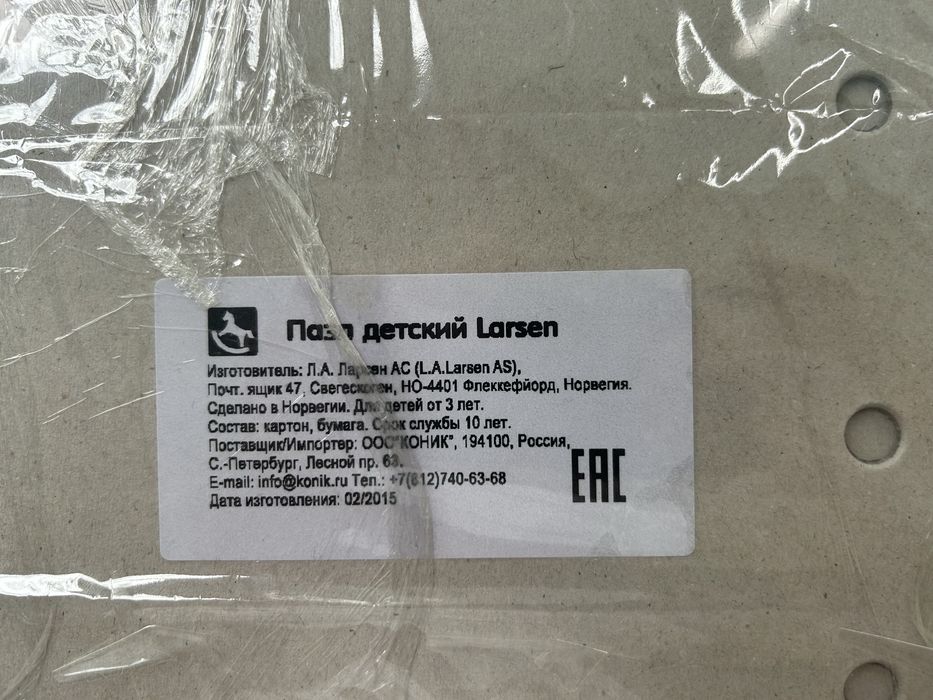 Пазл детский Larsen
Изготовитель: Л.А. Ларсен АС (L.A.Larsen AS),
Почт. ящик 47, Свегескоген, НО-4401 Флеккефйорд, Норвегия.
Сделано в Норвегии. Для детей от 3 лет.
Состав: картон, бумага. Срок службы 10 лет.
Поставщик/Импортер: ООО"КОНИК", 194100, Россия,
С.-Петербург, Лесной пр. 63.
E-mail: info@konik.ru Тел.: +7(812)740-63-68
Дата изготовления: 02/2015
EAC